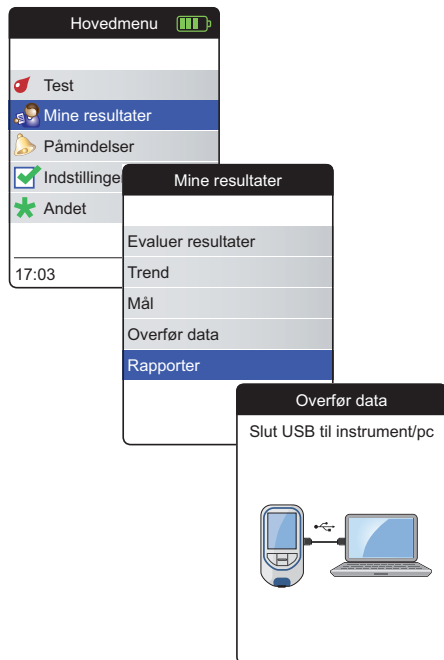 Hovedmenu
Test
Mine resultater
Påmindelser
Indstillinge
Andet
17:03
Mine resultater
Evaluer resultater
Trend
Mål
Overfør data
Rapporter
Overfør data
Slut USB til instrument/pc